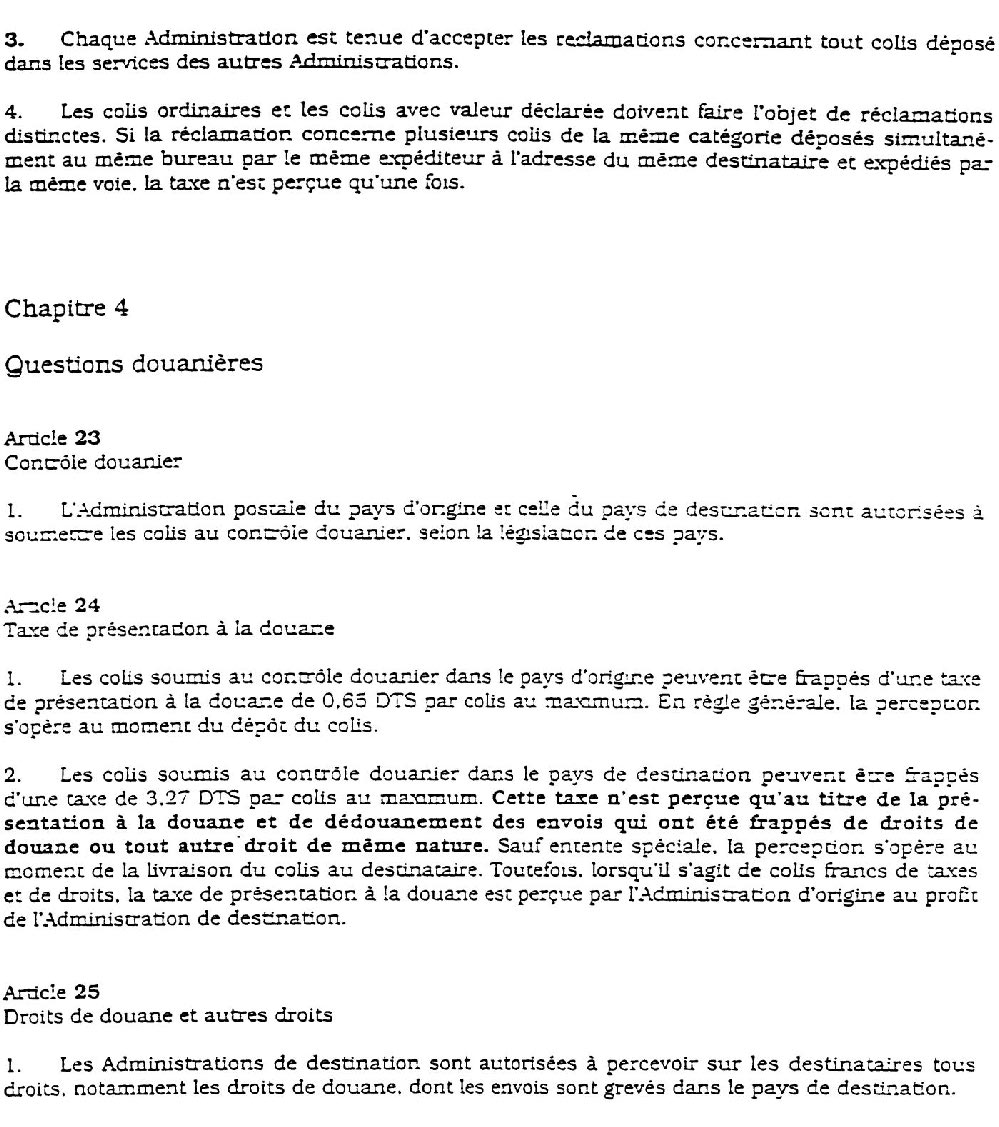 3. Chaque Administration est tenue d'accepter les reclamations concernant tout colis déposé
dans les services des autres Administrations.
4. Les colis ordinaires et les colis avec valeur déclarée doivent faire l'objet de réclamations
distinctes. Si la réclamation concerne plusieurs colis de la même catégorie déposés simultané-
ment au même bureau par le même expéditeur à l'adresse du même destinataire et expédiés par
la même voie, la taxe n'est perçue qu'une fois.
Chapitre 4
Questions douanières
Article 23
Contrôle douanier
1. L'Administration postale du pays d'origine et celle du pays de destination sont autorisées à
soumettre les colis au contrôle douanier, selon la législation de ces pays.
Article 24
Taxe de présentation à la douane
1. Les colis soumis au contrôle douanier dans le pays d'origine peuvent être frappés d'une taxe
de présentation à la douane de 0,65 DTS par colis au maximum. En règle générale, la perception
s'opère au moment du dépôt du colis.
2. Les colis soumis au contrôle douanier dans le pays de destination peuvent être frappés
d'une taxe de 3,27 DTS par colis au maximum. Cette taxe n'est perçue qu'au titre de la pré-
sentation à la douane et de dédouanement des envois qui ont été frappés de droits de
douane ou tout autre droit de même nature. Sauf entente spéciale, la perception s'opère au
moment de la livraison du colis au destinataire. Toutefois, lorsqu'il s'agit de colis francs de taxes
et de droits, la taxe de présentation à la douane est perçue par l'Administration d'origine au profit
de l'Administration de destination.
Article 25
Droits de douane et autres droits
1. Les Administrations de destination sont autorisées à percevoir sur les destinataires tous
droits, notamment les droits de douane, dont les envois sont grevés dans le pays de destination.